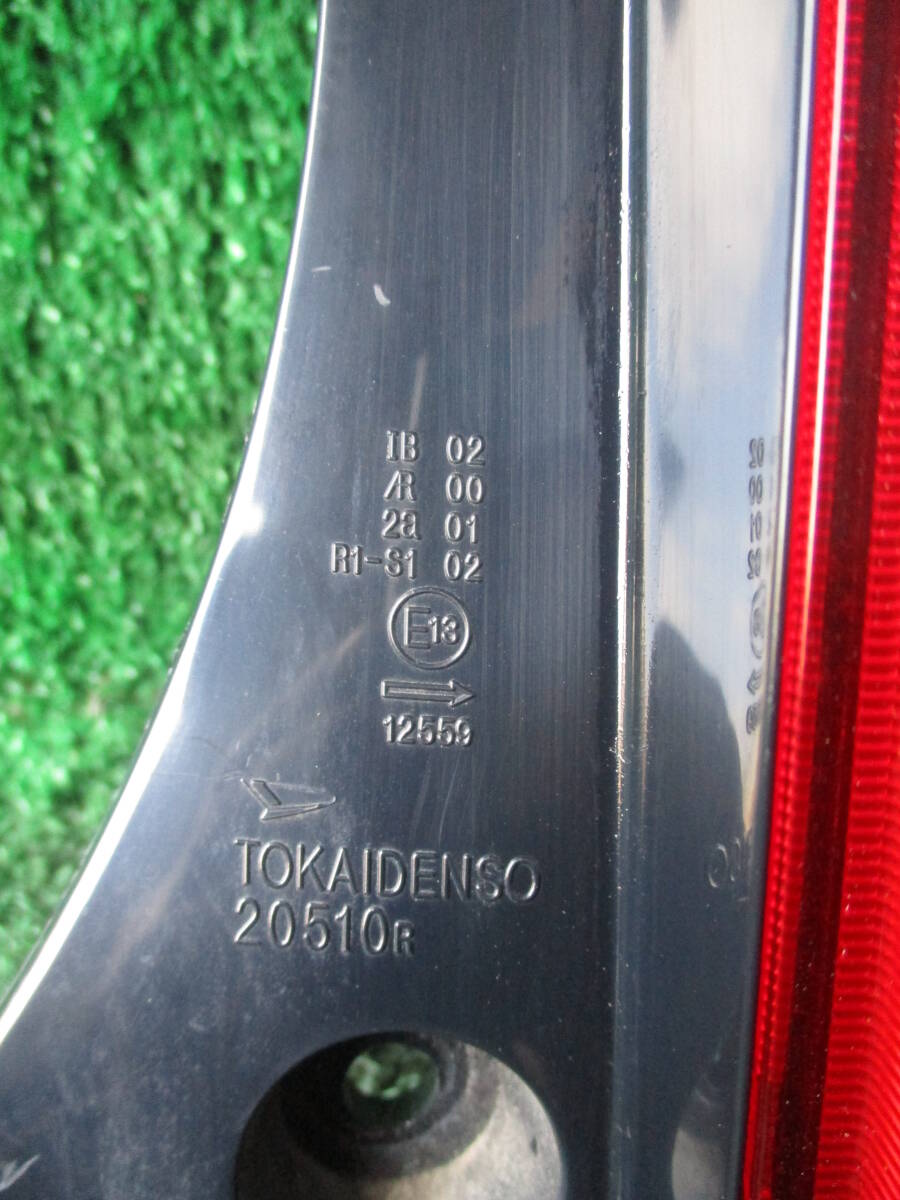 IB 02
AR 00
2a 01
R1-S1 02
E13
12559
TOKAIDENSO
20510R